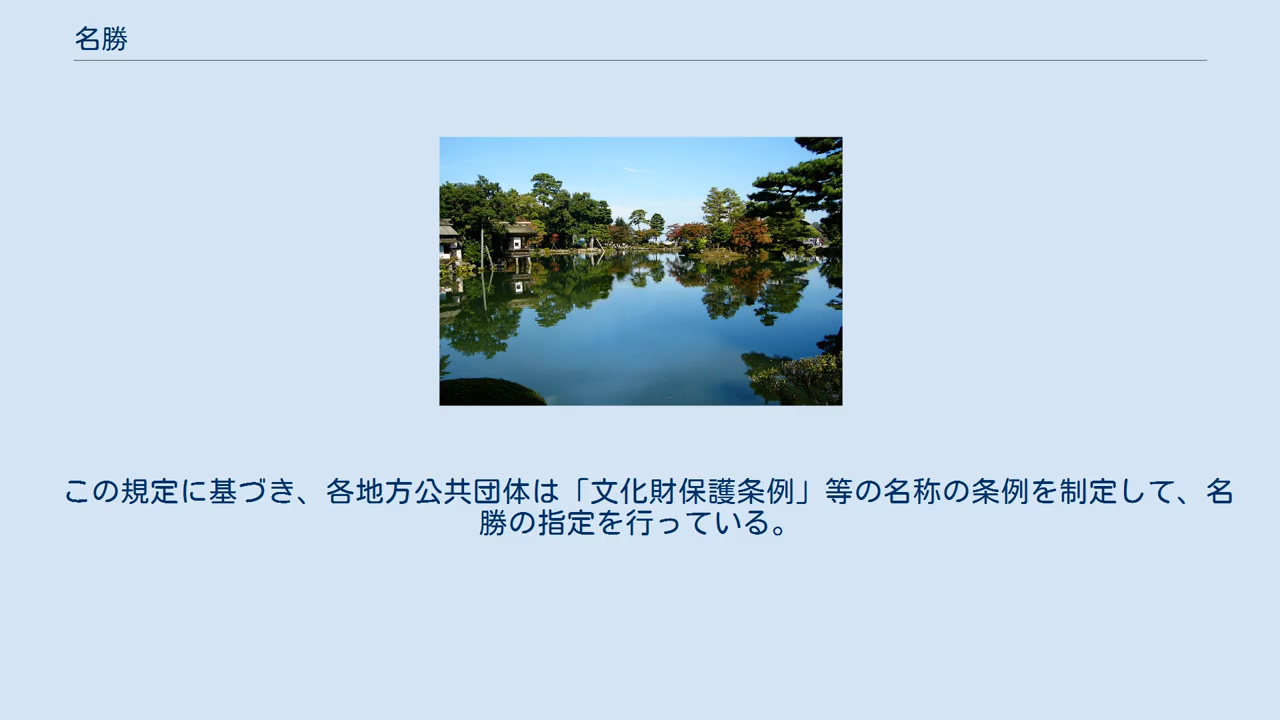 名勝
この規定に基づき、各地方公共団体は「文化財保護条例」等の名称の条例を制定して、名
勝の指定を行っている。